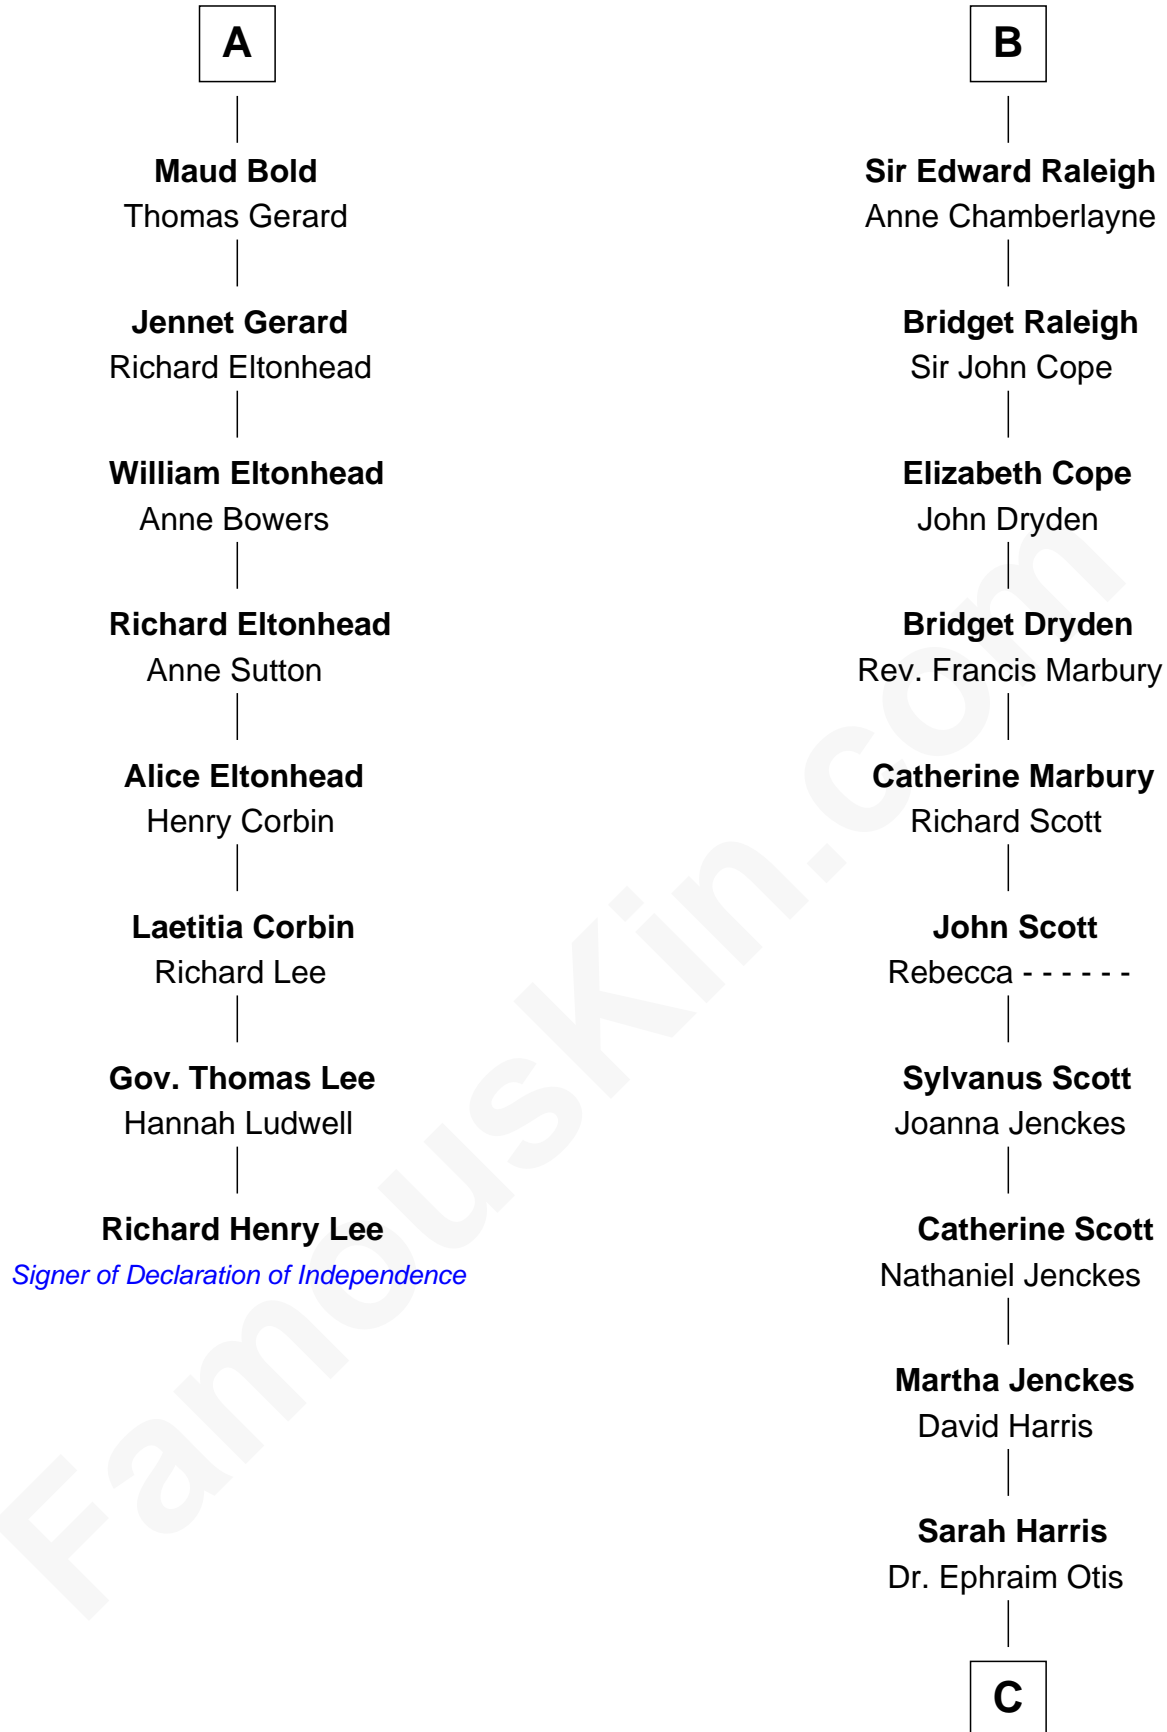 A
Maud Bold
Thomas Gerard
Jennet Gerard
Richard Eltonhead
William Eltonhead
Anne Bowers
Richard Eltonhead
Anne Sutton
Alice Eltonhead
Henry Corbin
Laetitia Corbin
Richard Lee
Gov. Thomas Lee
Hannah Ludwell
Richard Henry Lee
Signer of Declaration of Independence
B
Sir Edward Raleigh
Anne Chamberlayne
Bridget Raleigh
Sir John Cope
Elizabeth Cope
John Dryden
Bridget Dryden
Rev. Francis Marbury
Catherine Marbury
Richard Scott
John Scott
Rebecca - - - - - -
Sylvanus Scott
Joanna Jenckes
Catherine Scott
Nathaniel Jenckes
Martha Jenckes
David Harris
Sarah Harris
Dr. Ephraim Otis
C
FamousKin.com